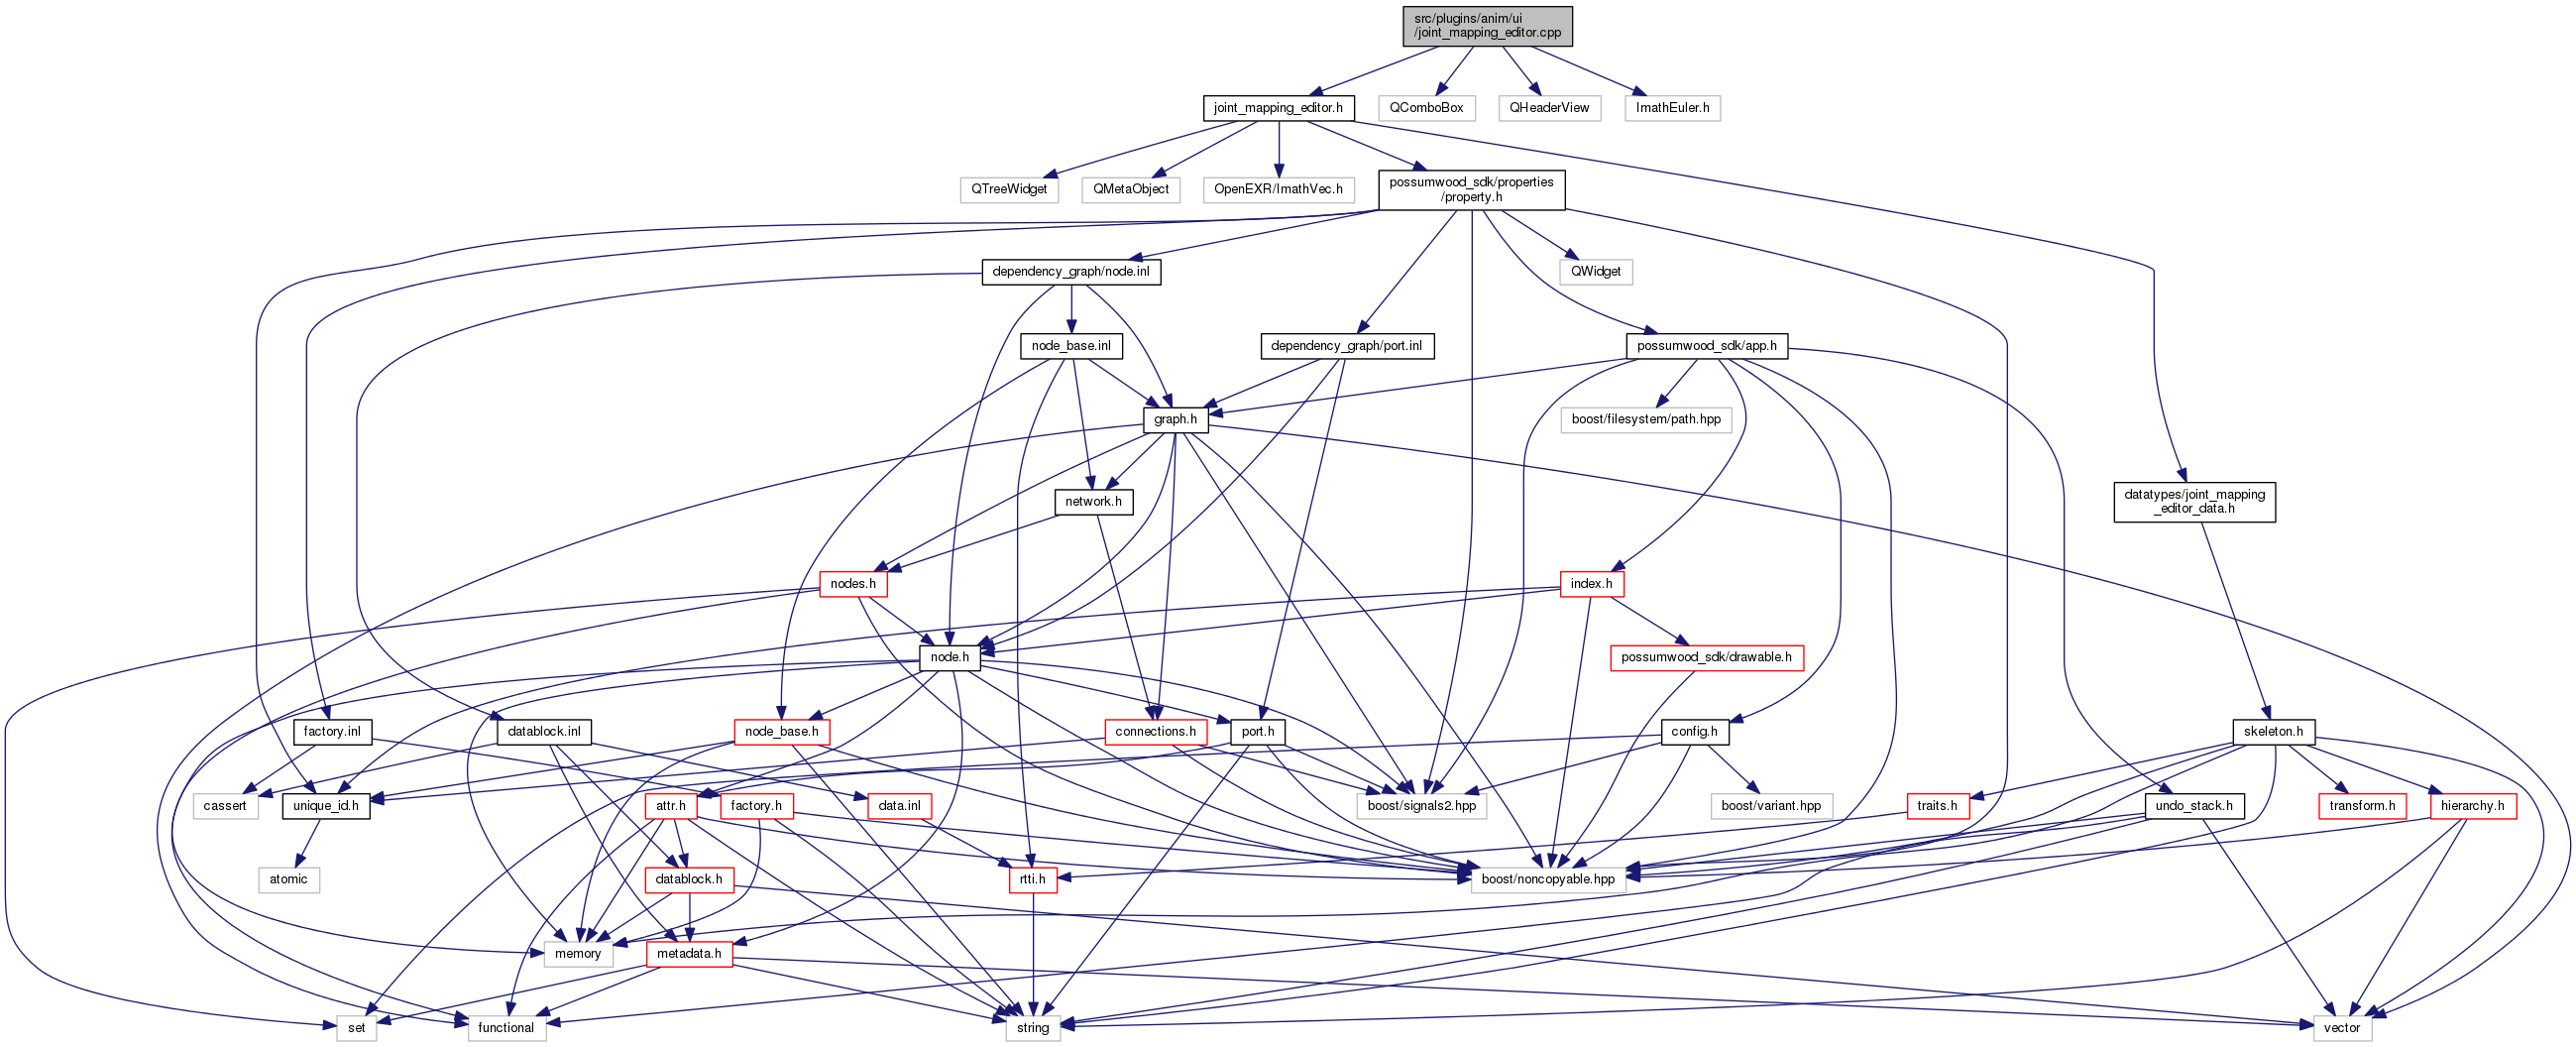 src/plugins/anim/ui
/joint_mapping_editor.cpp
joint_mapping_editor.h
QComboBox
QHeaderView
ImathEuler.h
QTreeWidget
QMetaObject
OpenEXR/ImathVec.h
possumwood_sdk/properties
/property.h
dependency_graph/node.inl
QWidget
node_base.inl
dependency_graph/port.inl
possumwood_sdk/app.h
graph.h
boost/filesystem/path.hpp
network.h
datatypes/joint_mapping
_editor_data.h
nodes.h
index.h
node.h
possumwood_sdk/drawable.h
factory.inl
datablock.inl
node_base.h
connections.h
port.h
config.h
skeleton.h
cassert
unique_id.h
attr.h
factory.h
data.inl
boost/signals2.hpp
boost/variant.hpp
traits.h
undo_stack.h
transform.h
hierarchy.h
atomic
datablock.h
rtti.h
boost/noncopyable.hpp
memory
metadata.h
set
functional
string
vector